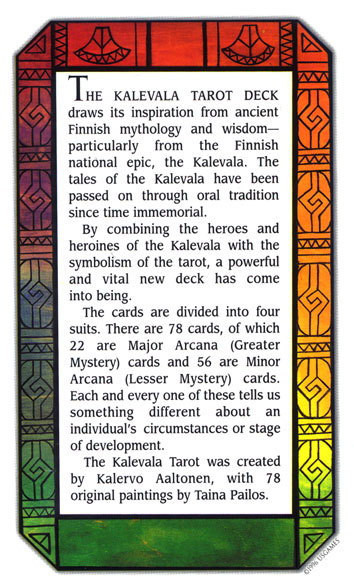 THE KALEVALA TAROT DECK
draws its inspiration from ancient
Finnish mythology and wisdom—
particularly from the Finnish
national epic, the Kalevala. The
tales of the Kalevala have been
passed on through oral tradition
since time immemorial.
By combining the heroes and
heroines of the Kalevala with the
symbolism of the tarot, a powerful
and vital new deck has come
into being.
The cards are divided into four
suits. There are 78 cards, of which
22 are Major Arcana (Greater
Mystery) cards and 56 are Minor
Arcana (Lesser Mystery) cards.
Each and every one of these tells us
something different about an
individual's circumstances or stage
of development.
The Kalevala Tarot was created
by Kalervo Aaltonen, with 78
original paintings by Taina Pailos.
©1996 USGAMES